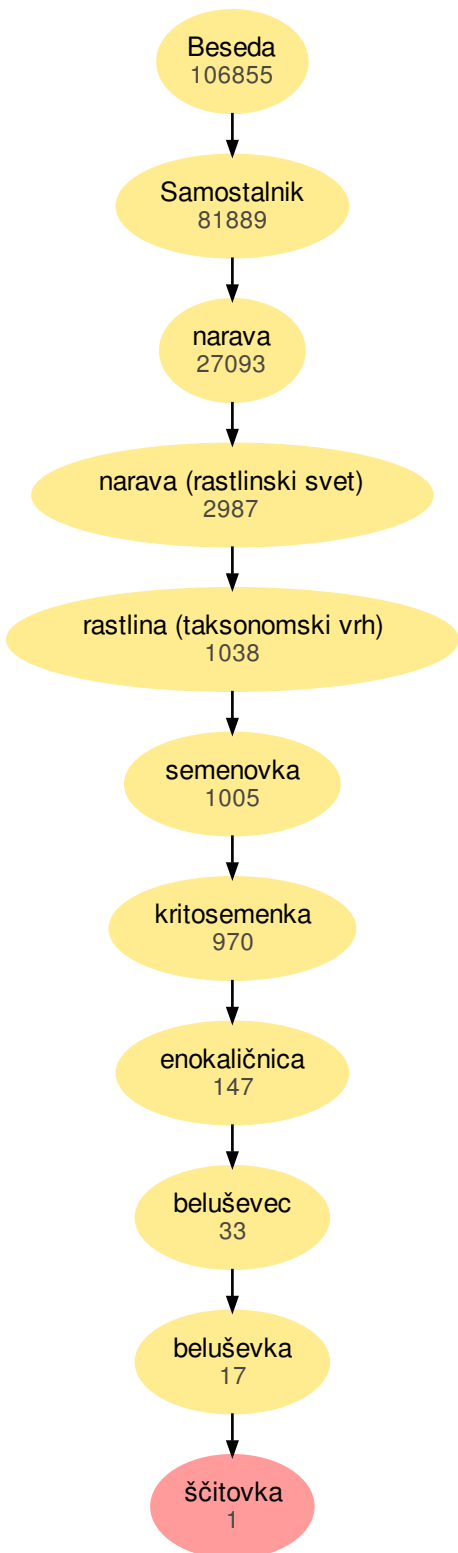 Beseda
106855
Samostalnik
81889
narava
27093
narava (rastlinski svet)
2987
rastlina (taksonomski vrh)
1038
semenovka
1005
kritosemenka
970
enokaličnica
147
beluševec
33
beluševka
17
ščitovka
1